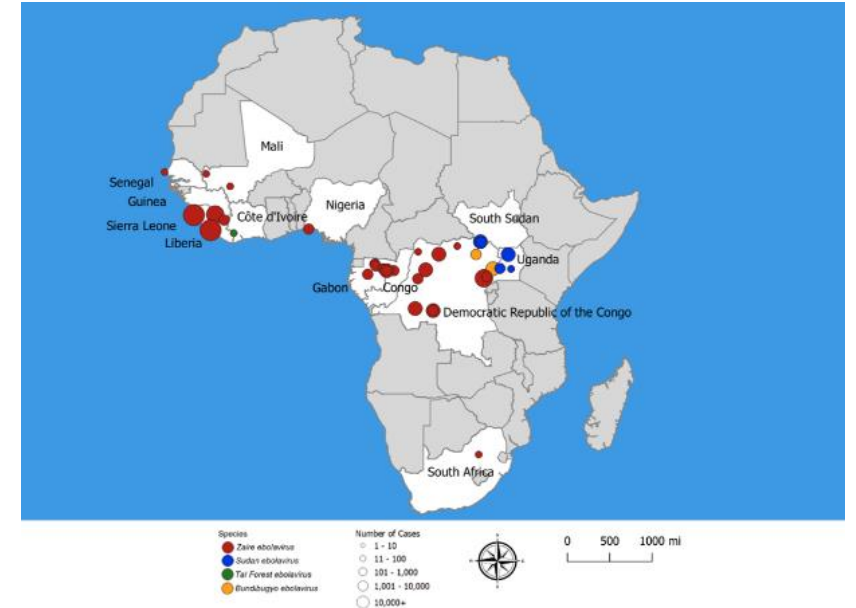 Mali
Senegal
Guinea
Nigeria
Côte d'Ivoire
South Sudan
Sierra Leone
Liberia
Uganda
Gabon
Congo
Democratic Republic of the Congo
South Africa
Species
Zaire ebolavirus
Sudan ebolavirus
Tai Forest ebolavirus
Bundibugyo ebolavirus
Number of Cases
1 - 10
11 - 100
101 - 1,000
1,001 - 10,000
10,000+
0 500 1000 mi